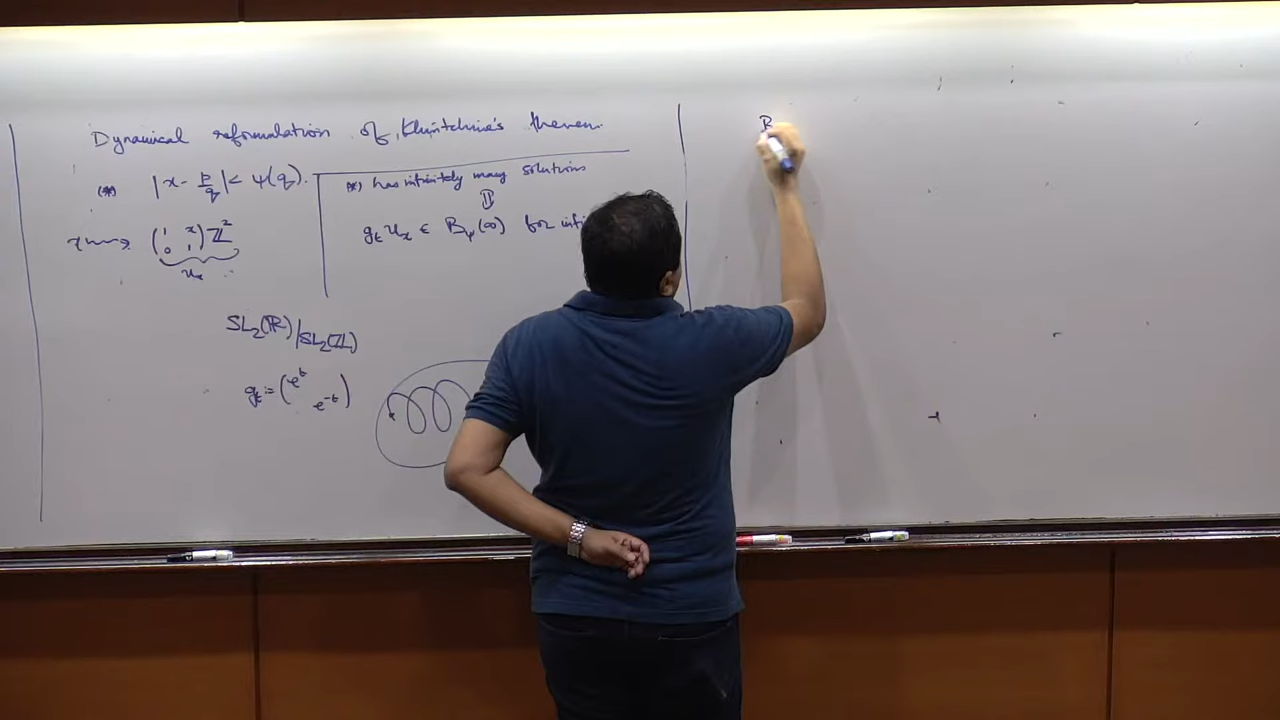 Dynamical reformulation of Khintchine's theorem.
(*) |x - p/q| < ψ(q).
(*) has infinitely many solutions
⇕
x ⇝ (1 x; 0 1) ℤ²
u_x
g_t u_x ∈ B_ψ(∞) for infi
SL₂(ℝ)/SL₂(ℤ)
g_t = (e^t  e^-t)
B